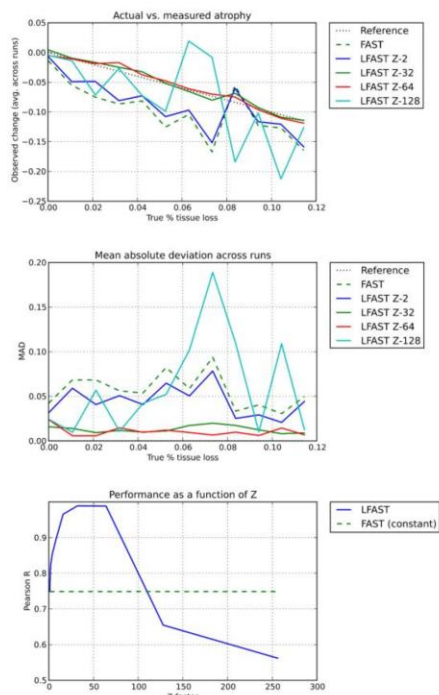 Actual vs. measured atrophy
Observed change (avg. across runs)
0.05
0.00
−0.05
−0.10
−0.15
−0.20
−0.25
0.00 0.02 0.04 0.06 0.08 0.10 0.12
True % tissue loss
Reference
FAST
LFAST Z-2
LFAST Z-32
LFAST Z-64
LFAST Z-128
Mean absolute deviation across runs
MAD
0.20
0.15
0.10
0.05
0.00
0.00 0.02 0.04 0.06 0.08 0.10 0.12
True % tissue loss
Reference
FAST
LFAST Z-2
LFAST Z-32
LFAST Z-64
LFAST Z-128
Performance as a function of Z
Pearson R
0.9
0.8
0.7
0.6
0.5
0 50 100 150 200 250 300
LFAST
FAST (constant)